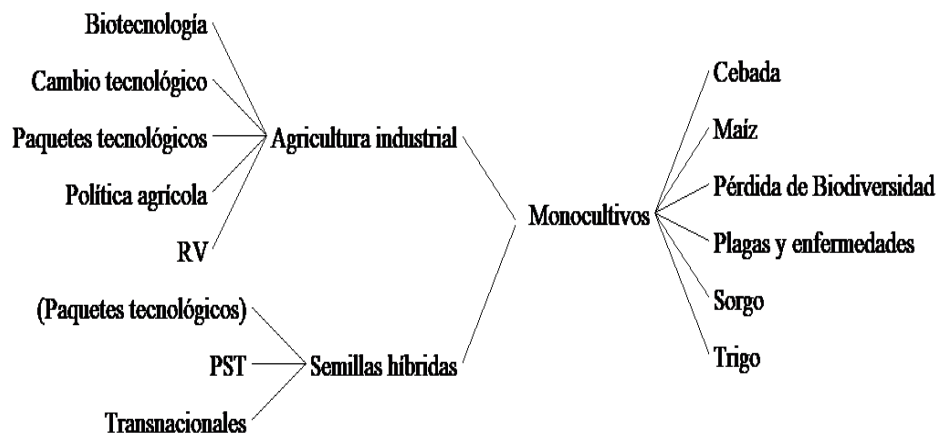 Biotecnología
Cambio tecnológico
Paquetes tecnológicos
Política agrícola
RV
Agricultura industrial
(Paquetes tecnológicos)
PST
Transnacionales
Semillas híbridas
Monocultivos
Cebada
Maíz
Pérdida de Biodiversidad
Plagas y enfermedades
Sorgo
Trigo